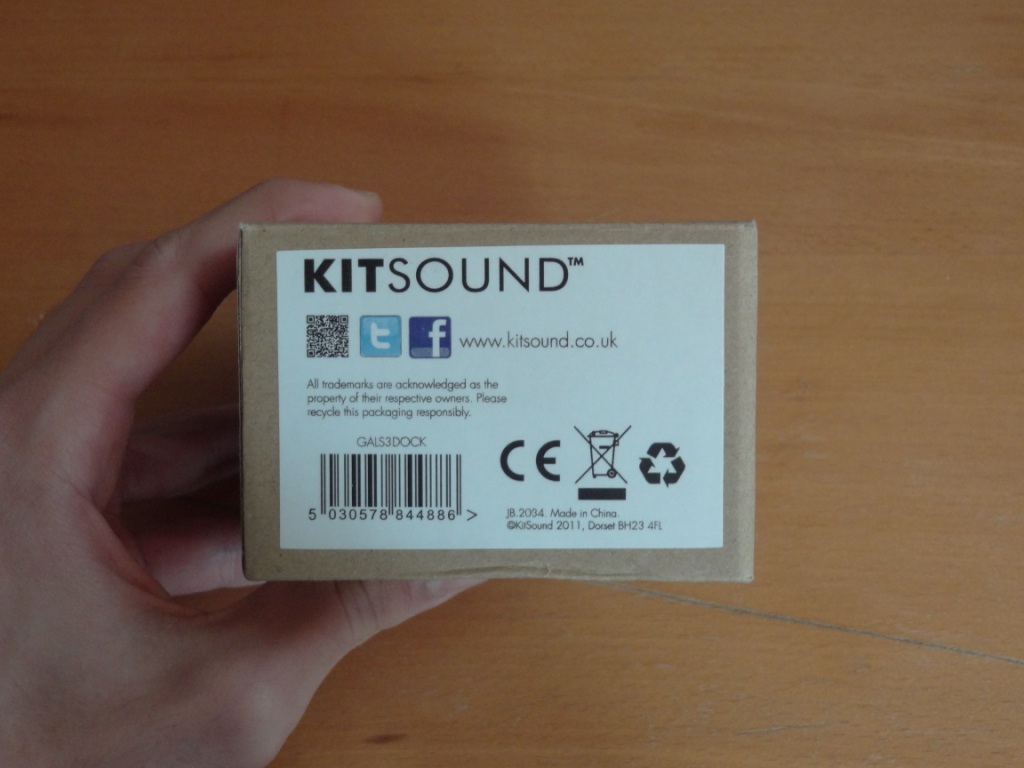 KITSOUND™
www.kitsound.co.uk
All trademarks are acknowledged as the
property of their respective owners. Please
recycle this packaging responsibly.
GALS3DOCK
5 030578 844886 >
CE
JB.2034. Made in China.
©KitSound 2011, Dorset BH23 4FL